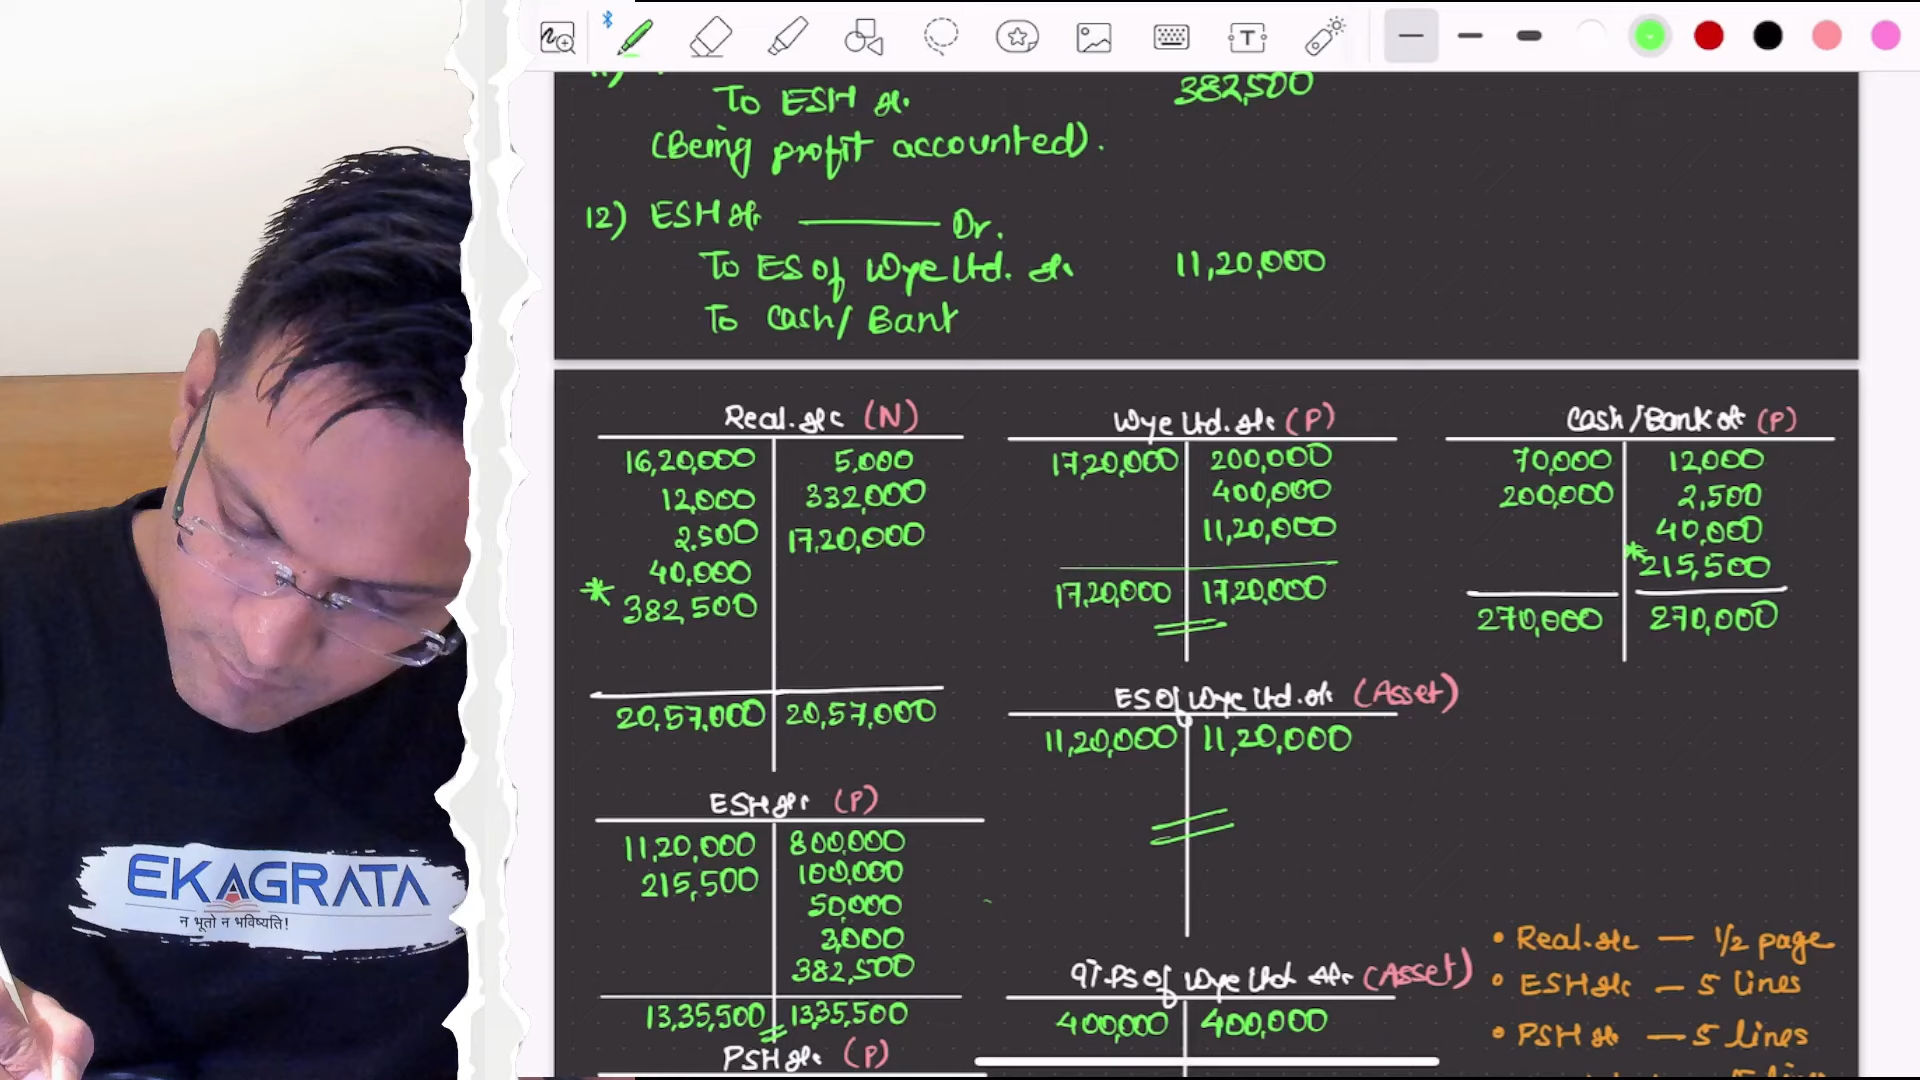 11)
To ESH a/c. 382,500
(Being profit accounted).
12) ESH a/c ——— Dr.
To ES of Wye Ltd. a/c 11,20,000
To Cash/Bank
Real. a/c (N)
16,20,000 5,000
12,000 332,000
2,500 17,20,000
40,000
* 382,500
20,57,000 20,57,000
Wye Ltd. a/c (P)
17,20,000 200,000
400,000
11,20,000
17,20,000 17,20,000
Cash/Bank a/c (P)
70,000 12,000
200,000 2,500
40,000
*215,500
270,000 270,000
ES of Wye Ltd. a/c (Asset)
11,20,000 11,20,000
ESH a/c (P)
11,20,000 800,000
215,500 100,000
50,000
3,000
382,500
13,35,500 13,35,500
9%.PS of Wye Ltd. a/c (Asset)
400,000 400,000
PSH a/c (P)
• Real. a/c — 1/2 page
• ESH a/c — 5 lines
• PSH a/c — 5 lines
EKAGRATA
न भूतो न भविष्यति!
T